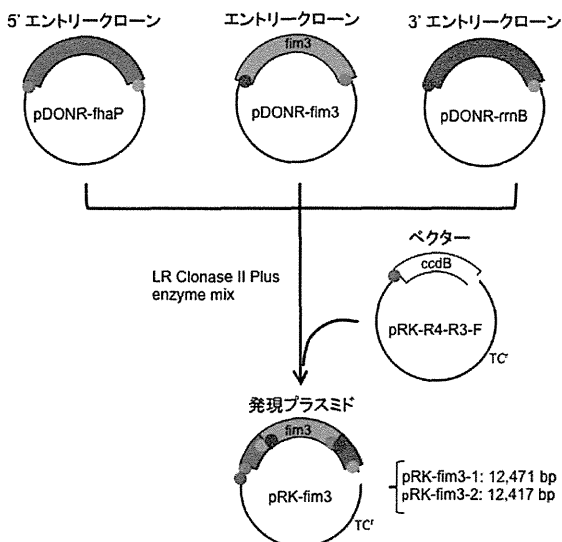 5' エントリークローン
エントリークローン
3' エントリークローン
fim3
pDONR-fhaP
pDONR-fim3
pDONR-rrnB
LR Clonase II Plus
enzyme mix
ベクター
ccdB
pRK-R4-R3-F
TCr
発現プラスミド
fim3
pRK-fim3
TCr
pRK-fim3-1: 12,471 bp
pRK-fim3-2: 12,417 bp